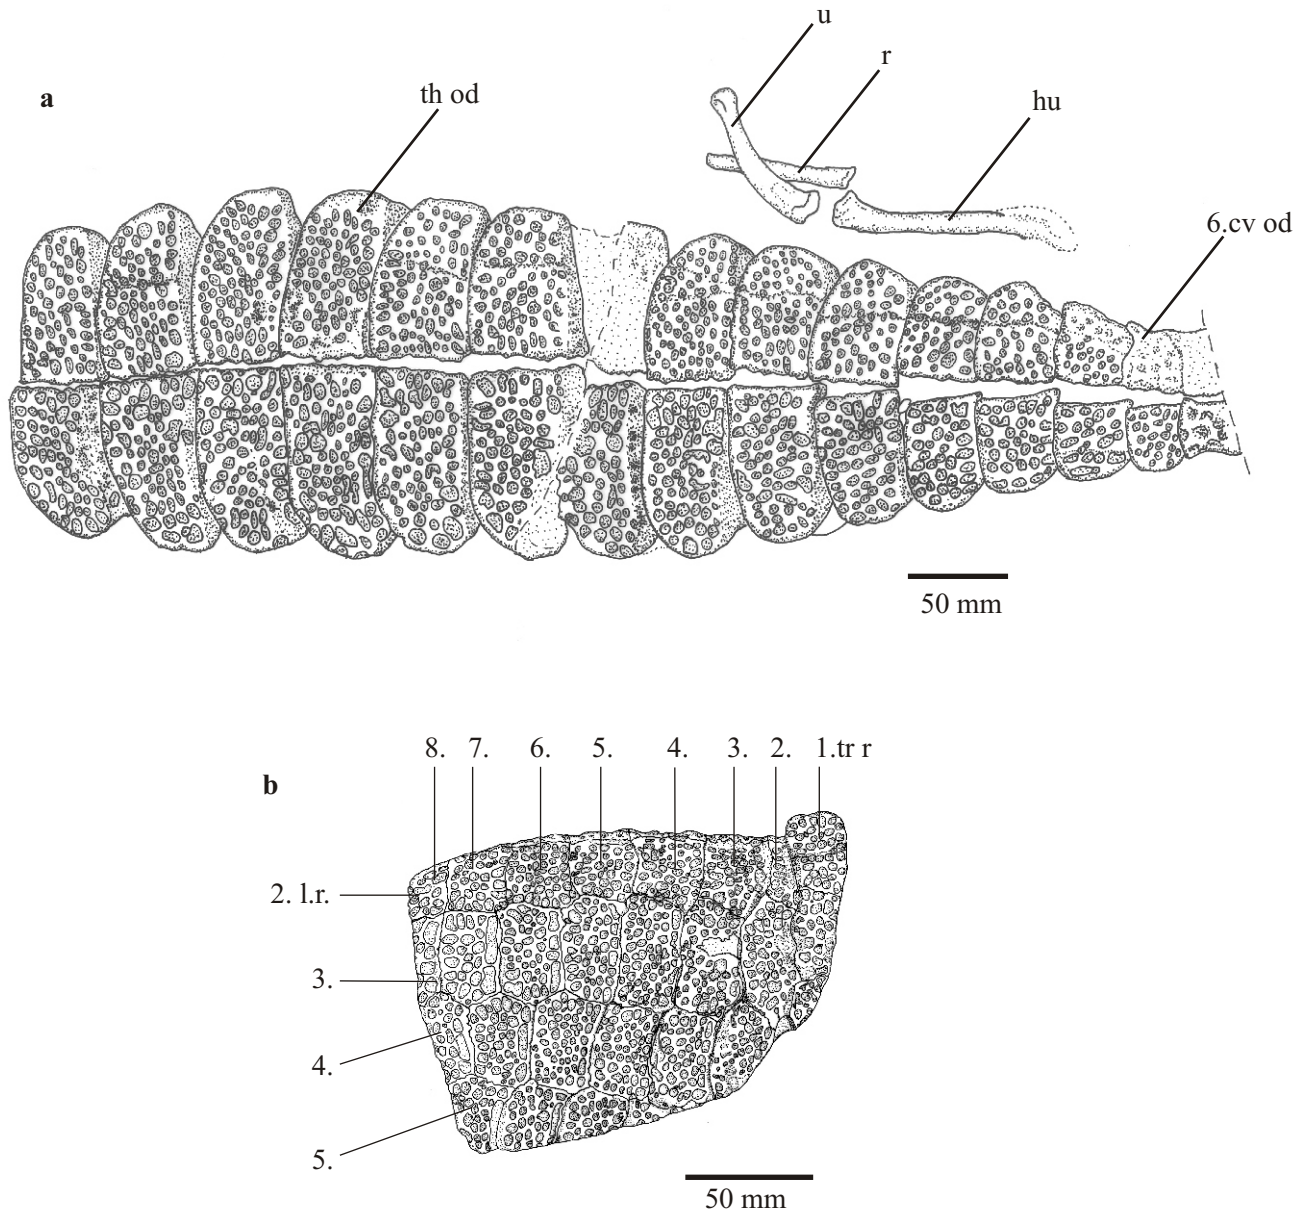 u
r
a
th od
hu
6.cv od
50 mm
8. 7. 6. 5. 4. 3. 2. 1.tr r
b
2. l.r.
3.
4.
5.
50 mm